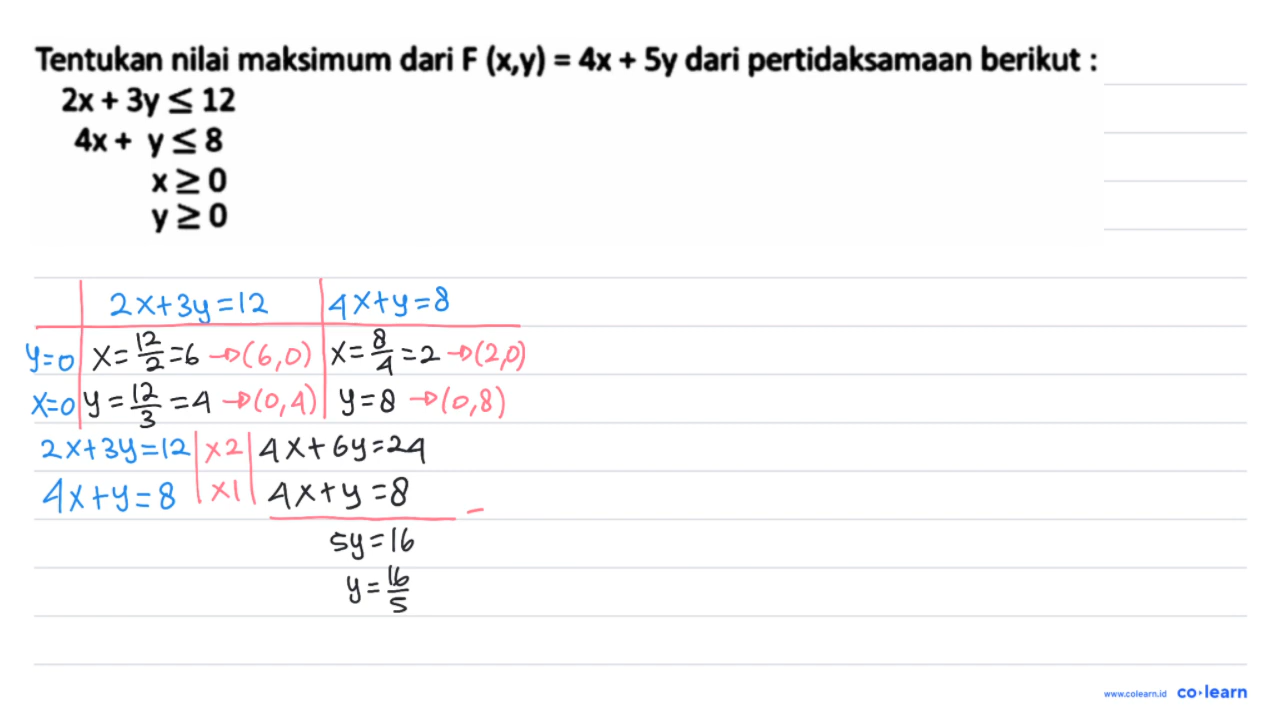 Tentukan nilai maksimum dari F (x,y) = 4x + 5y dari pertidaksamaan berikut :
2x + 3y ≤ 12
4x + y ≤ 8
x ≥ 0
y ≥ 0
2x+3y=12 4x+y=8
y=0 x=12/2=6 →(6,0) x=8/4=2 →(2,0)
x=0 y=12/3=4 →(0,4) y=8 →(0,8)
2x+3y=12 |x2| 4x+6y=24
4x+y=8 |x1| 4x+y=8 -
5y=16
y=16/5
www.colearn.id co·learn